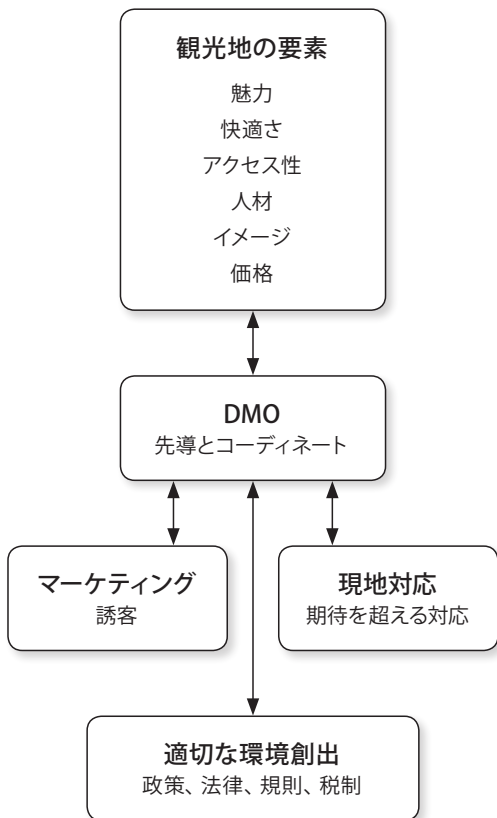 観光地の要素
魅力
快適さ
アクセス性
人材
イメージ
価格
DMO
先導とコーディネート
マーケティング
誘客
現地対応
期待を超える対応
適切な環境創出
政策、法律、規則、税制